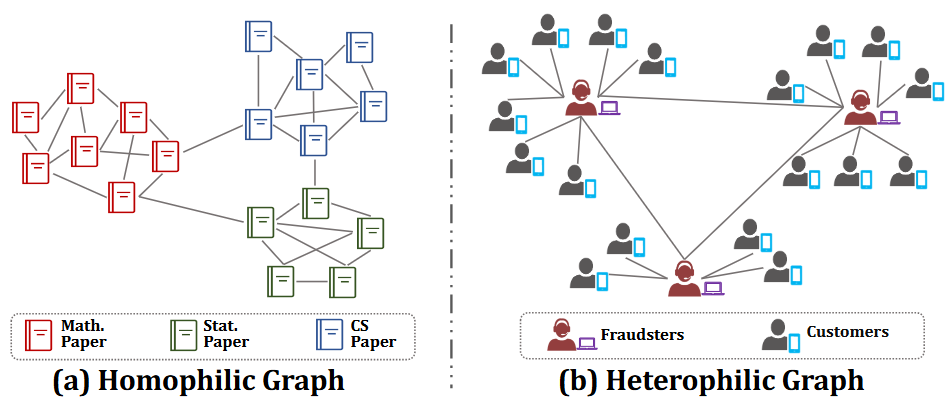 Math.
Paper
Stat.
Paper
CS
Paper
Fraudsters
Customers
(a) Homophilic Graph
(b) Heterophilic Graph